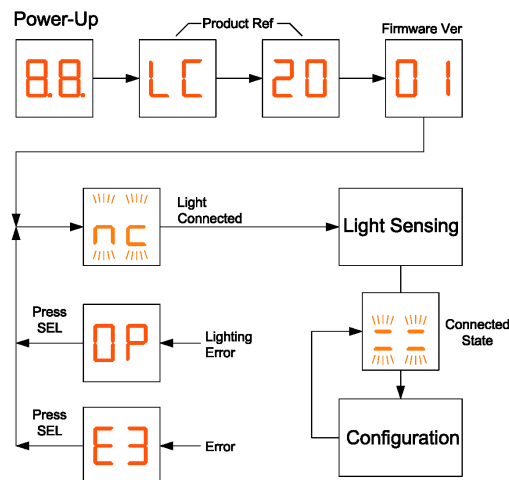 Power-Up
Product Ref
Firmware Ver
8.8.
LC
20
01
nc
Light
Connected
Light Sensing
Press
SEL
OP
Lighting
Error
==
Connected
State
Press
SEL
E3
Error
Configuration